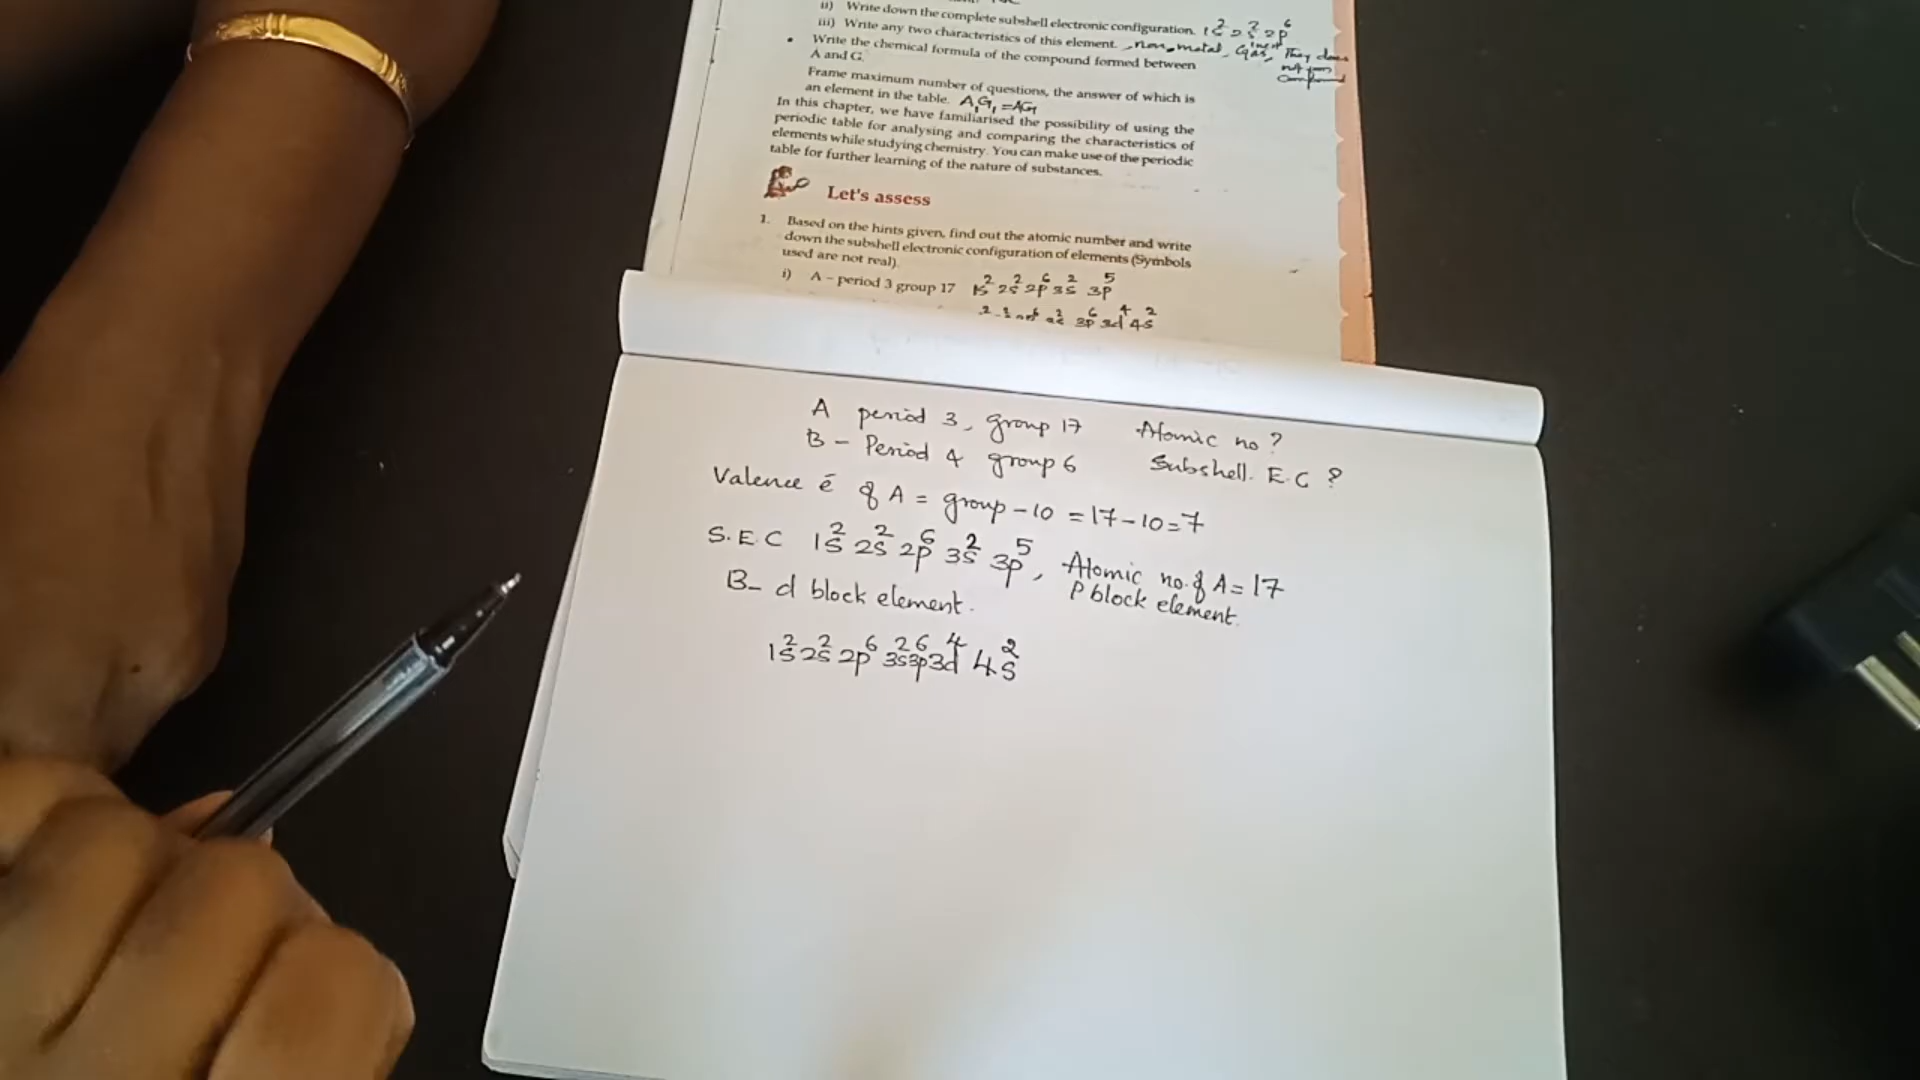 ii) Write down the complete subshell electronic configuration. 1s² 2s² 2p⁶
iii) Write any two characteristics of this element. non metal, Gas, inert They does
not form
compound
• Write the chemical formula of the compound formed between
A and G.
Frame maximum number of questions, the answer of which is
an element in the table. A₁G₁ = AG
In this chapter, we have familiarised the possibility of using the
periodic table for analysing and comparing the characteristics of
elements while studying chemistry. You can make use of the periodic
table for further learning of the nature of substances.
Let's assess
1. Based on the hints given, find out the atomic number and write
down the subshell electronic configuration of elements (Symbols
used are not real).
i) A – period 3 group 17 1s² 2s² 2p⁶ 3s² 3p⁵
3p⁶ 3d⁴ 4s²
A period 3, group 17 Atomic no ?
B – Period 4 group 6 Subshell. E.C ?
Valence ē of A = group – 10 = 17 – 10 = 7
S.E.C 1s² 2s² 2p⁶ 3s² 3p⁵, Atomic no. of A = 17
P block element.
B – d block element.
1s² 2s² 2p⁶ 3s² 3p⁶ 3d⁴ 4s²